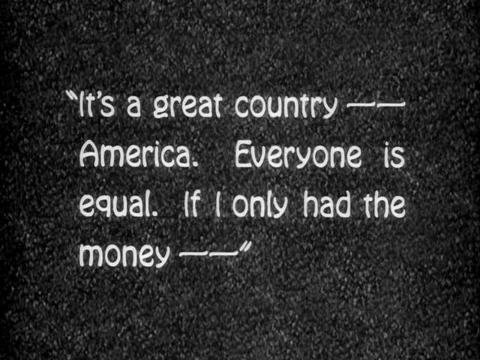 “It's a great country ——
America. Everyone is
equal. If I only had the
money ——”